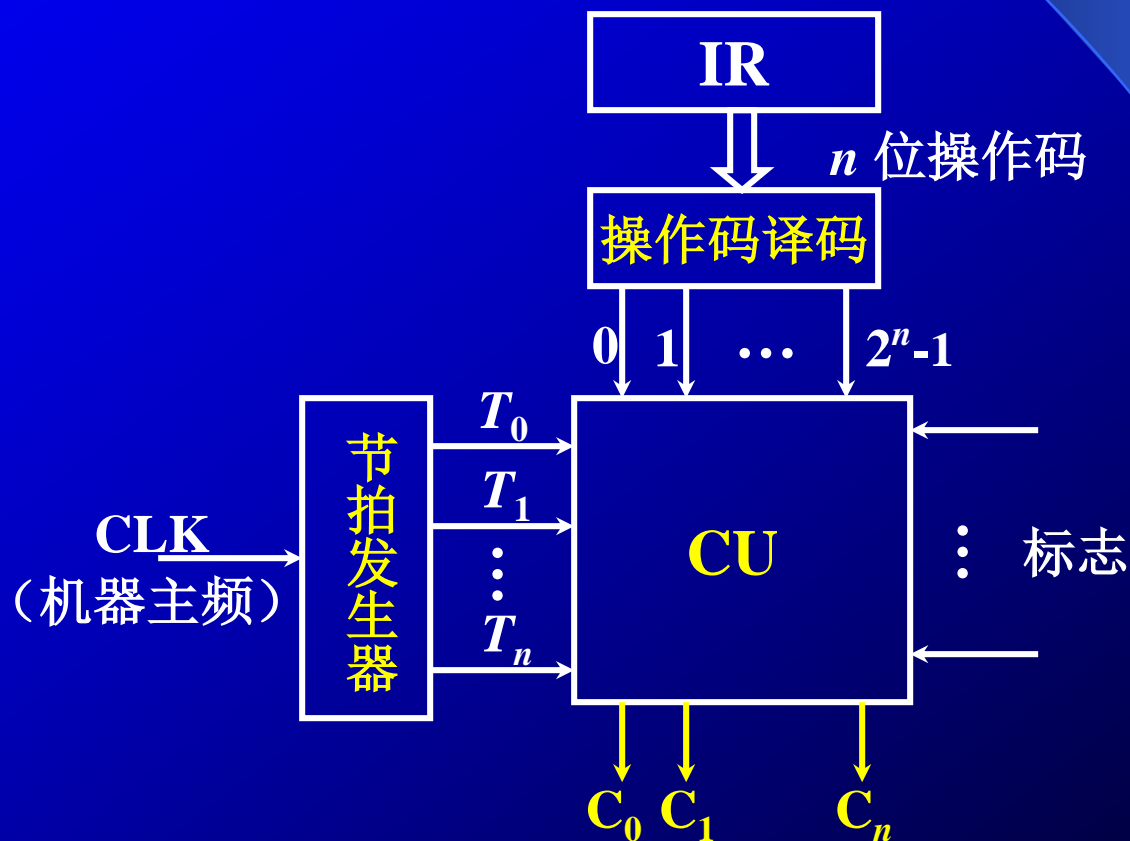 IR
n 位操作码
操作码译码
0 1 … 2ⁿ-1
T₀
T₁
⋮
Tₙ
节拍发生器
CLK
（机器主频）
CU
⋮ 标志
C₀ C₁ Cₙ